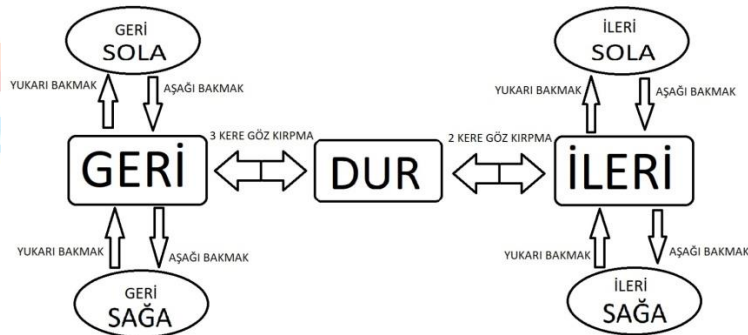 GERİ
SOLA
İLERİ
SOLA
YUKARI BAKMAK
AŞAĞI BAKMAK
YUKARI BAKMAK
AŞAĞI BAKMAK
3 KERE GÖZ KIRPMA
2 KERE GÖZ KIRPMA
GERİ
DUR
İLERİ
YUKARI BAKMAK
AŞAĞI BAKMAK
YUKARI BAKMAK
AŞAĞI BAKMAK
GERİ
SAĞA
İLERİ
SAĞA